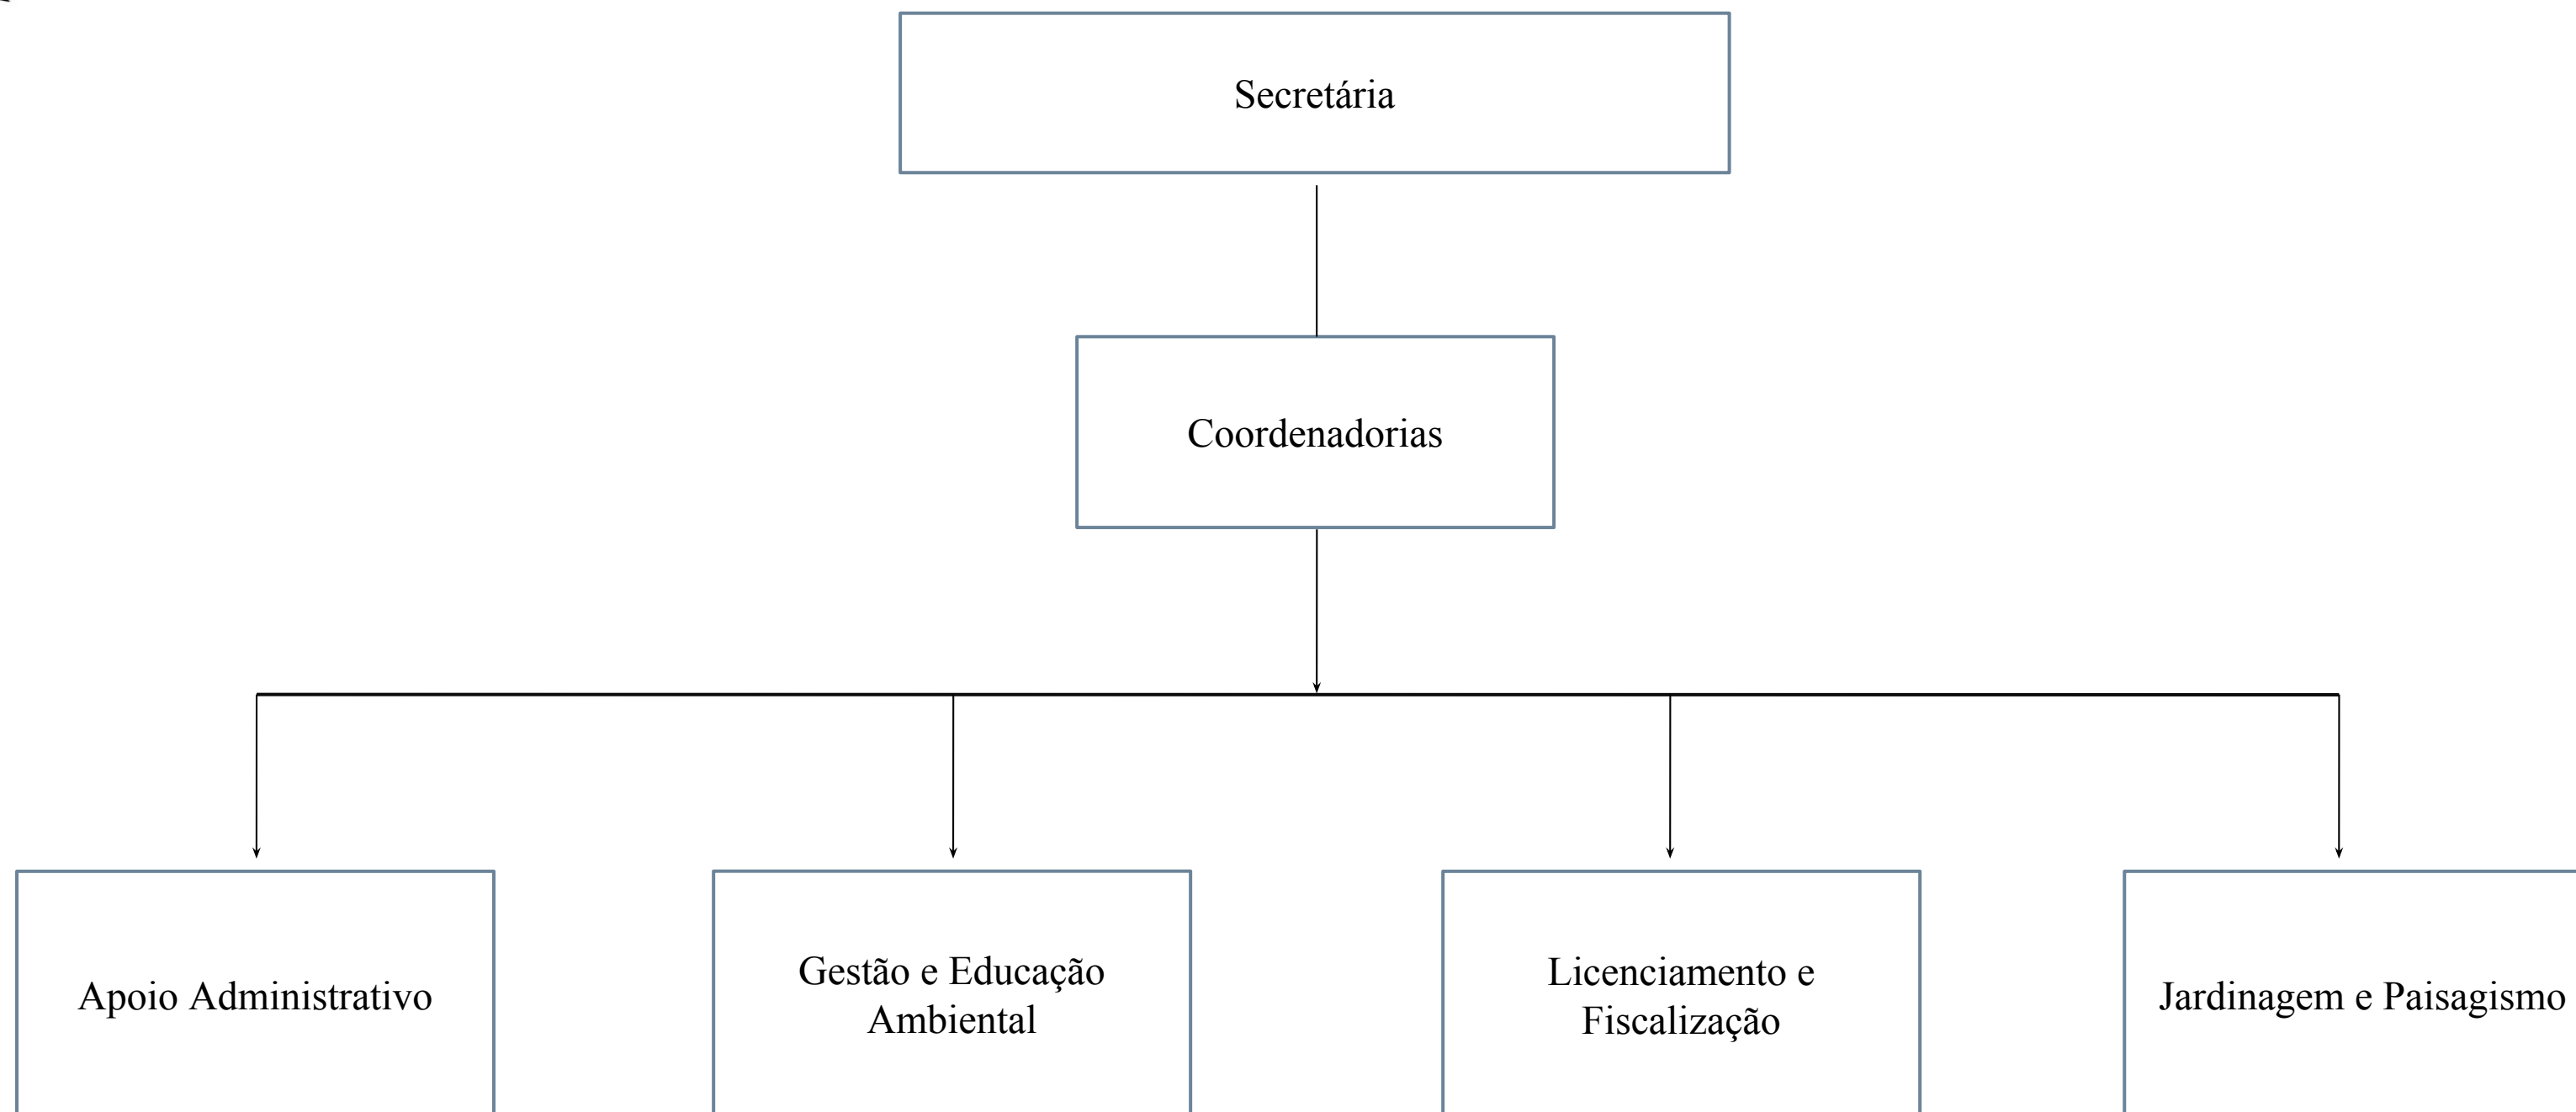 Secretária
Coordenadorias
Apoio Administrativo
Gestão e Educação
Ambiental
Licenciamento e
Fiscalização
Jardinagem e Paisagismo